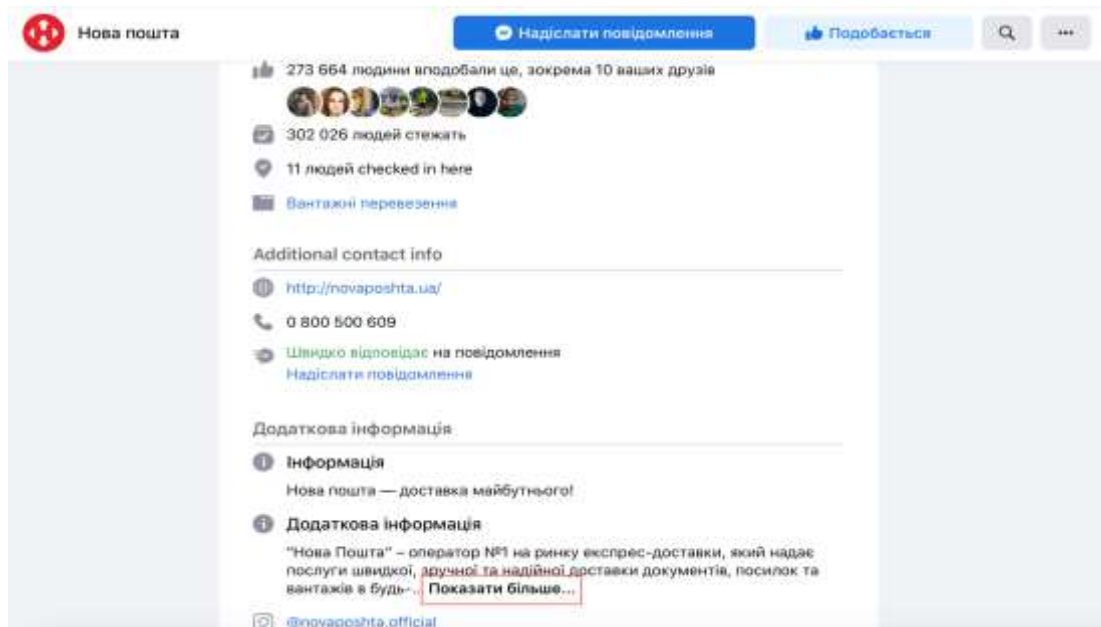 Нова пошта
Надіслати повідомлення
Подобається
273 664 людини вподобали це, зокрема 10 ваших друзів
302 026 людей стежать
11 людей checked in here
Вантажні перевезення
Additional contact info
http://novaposhta.ua/
0 800 500 609
Швидко відповідає на повідомлення
Надіслати повідомлення
Додаткова інформація
Інформація
Нова пошта — доставка майбутнього!
Додаткова інформація
"Нова Пошта" – оператор №1 на ринку експрес-доставки, який надає
послуги швидкої, зручної та надійної доставки документів, посилок та
вантажів в будь-... Показати більше...
@novaposhta.official